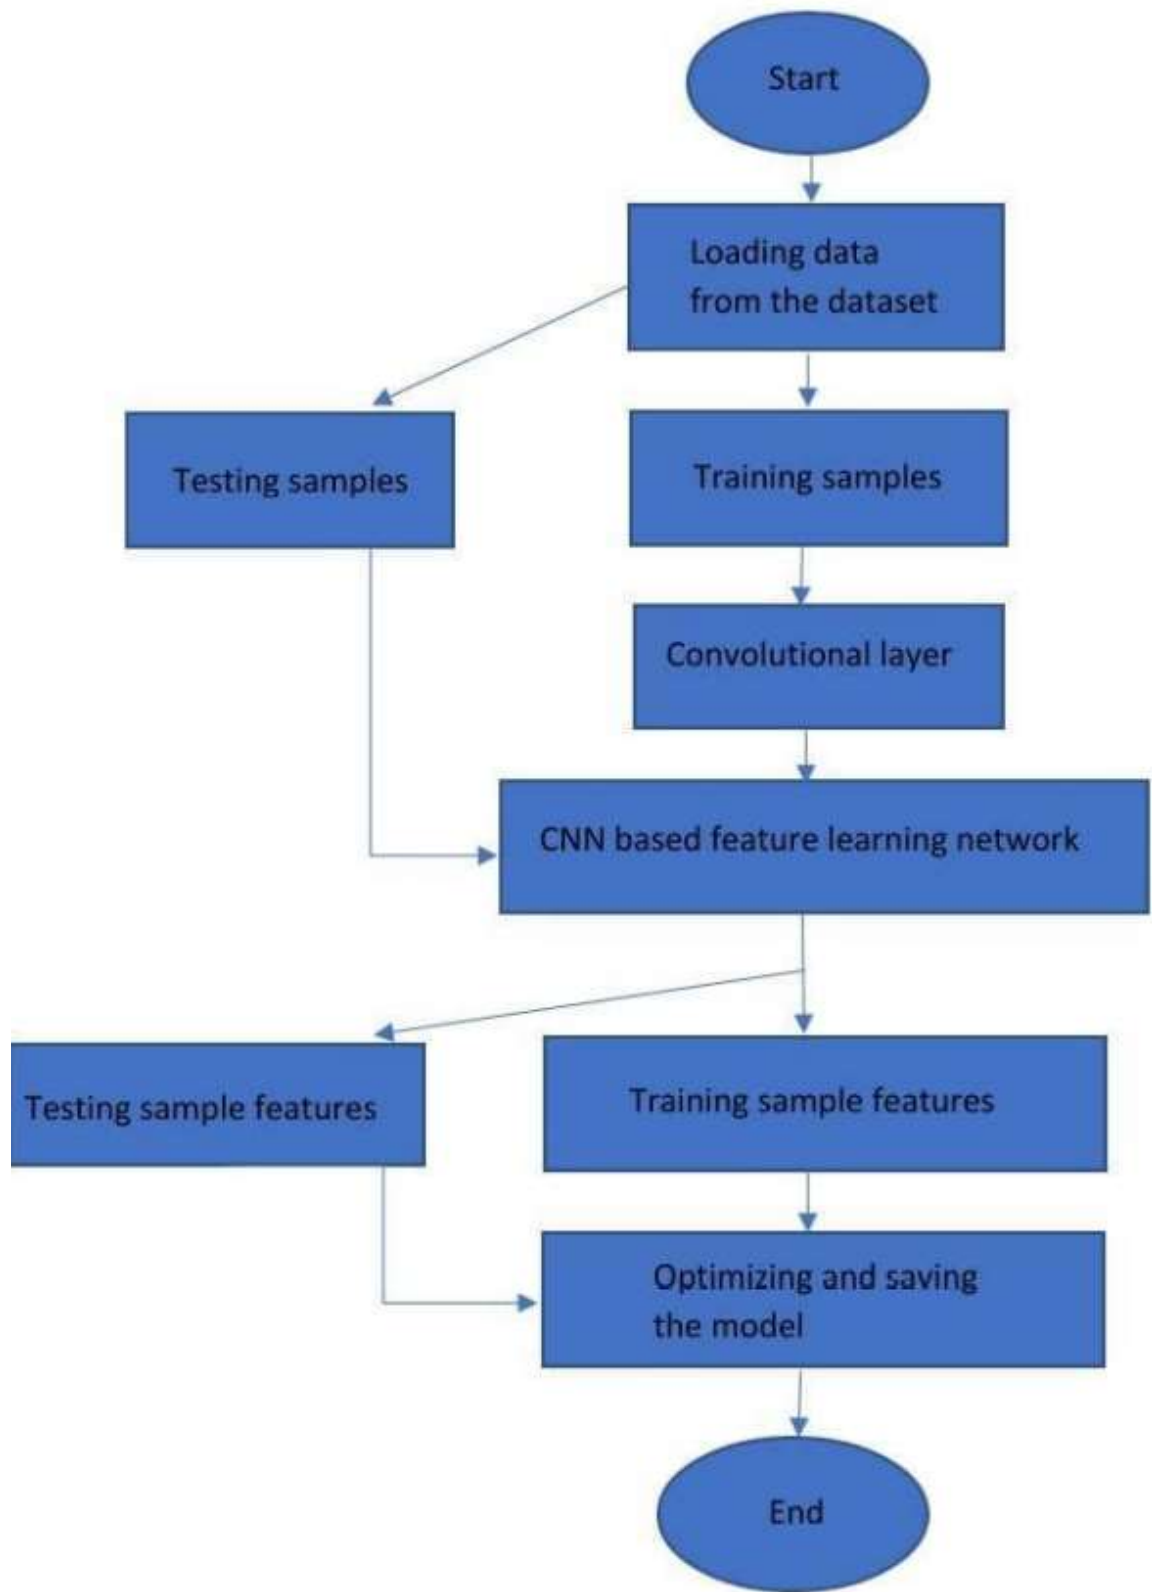 Start
Loading data
from the dataset
Testing samples
Training samples
Convolutional layer
CNN based feature learning network
Testing sample features
Training sample features
Optimizing and saving
the model
End